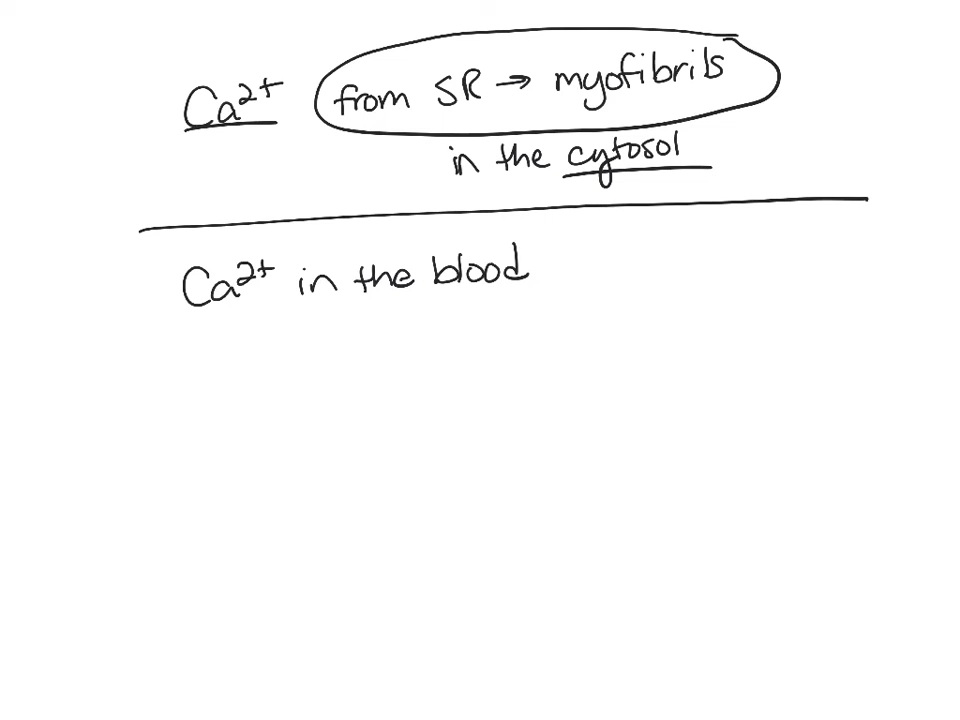 Ca²⁺ from SR → myofibrils
in the cytosol
Ca²⁺ in the blood